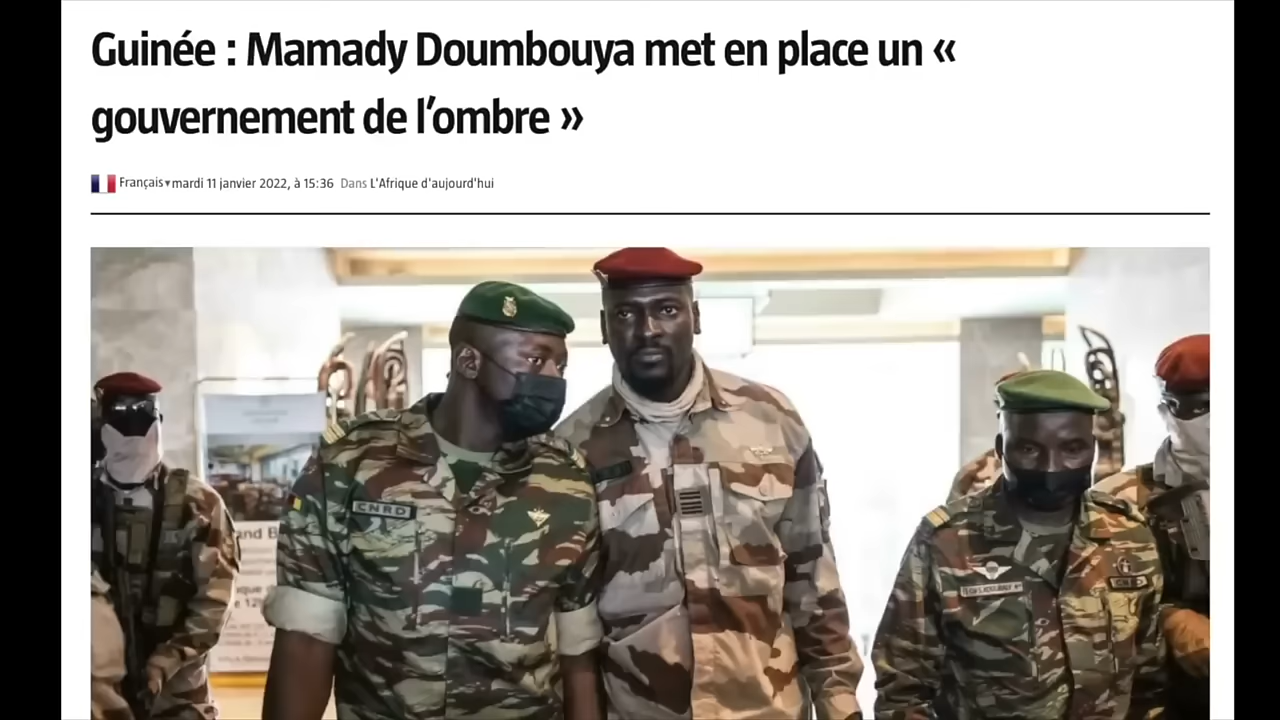 Guinée : Mamady Doumbouya met en place un «
gouvernement de l’ombre »
Français▾mardi 11 janvier 2022, à 15:36 Dans L'Afrique d'aujourd'hui
CNRD
and B